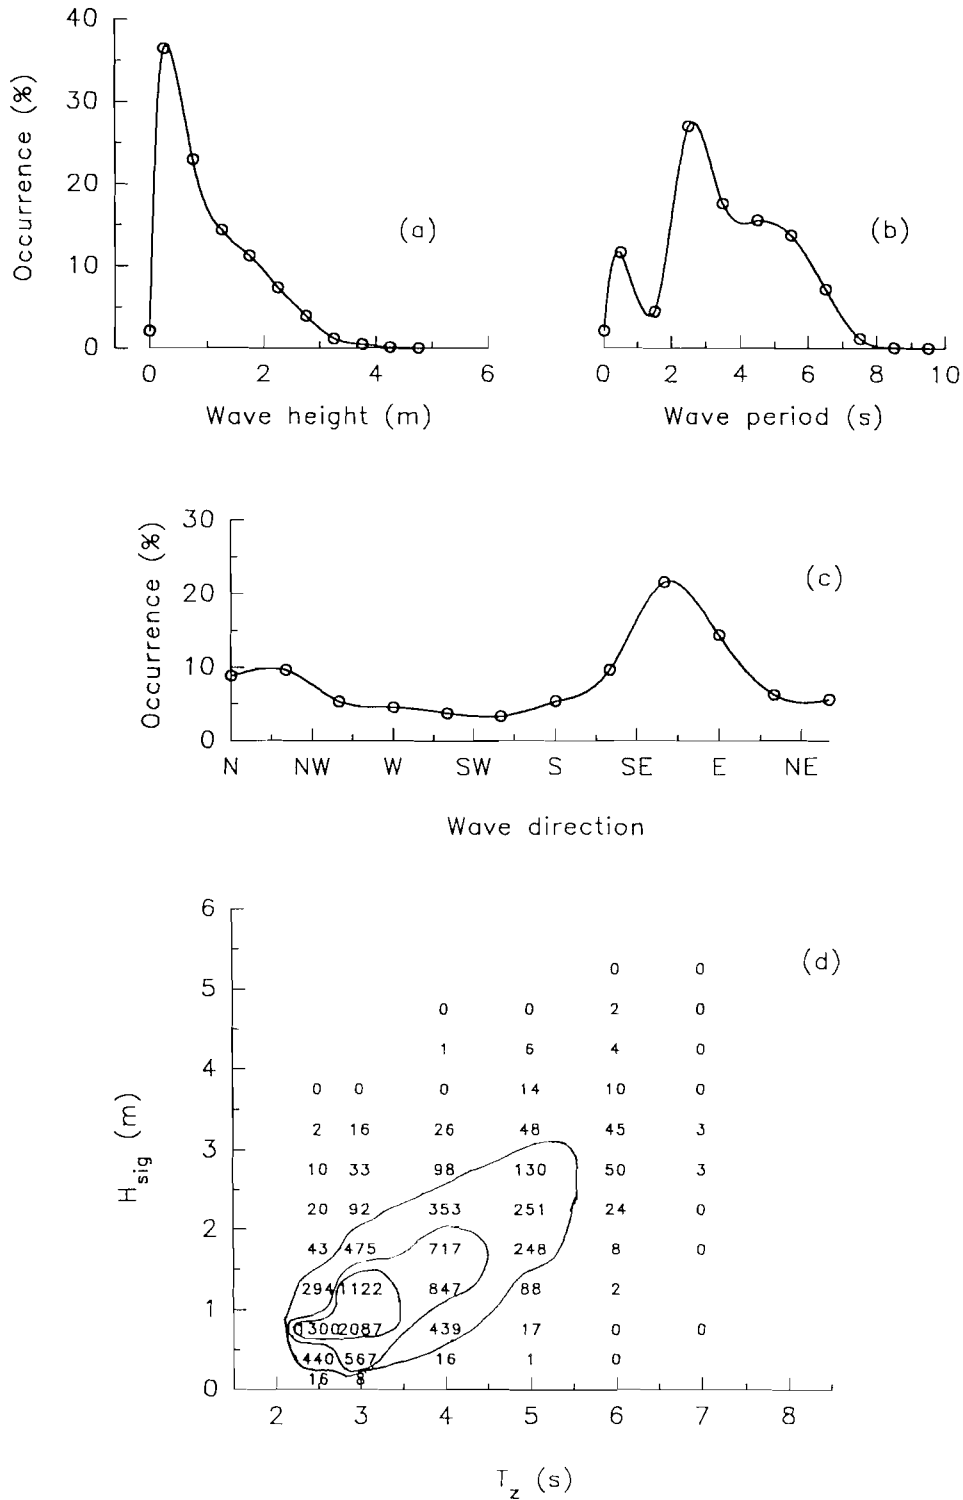 40
30
20
10
0
Occurrence (%)
(a)
0 2 4 6
Wave height (m)
(b)
0 2 4 6 8 10
Wave period (s)
30
20
10
0
Occurrence (%)
(c)
N NW W SW S SE E NE
Wave direction
6
5
4
3
2
1
0
H_sig (m)
(d)
0 0
0 0 2 0
1 6 4 0
0 0 0 14 10 0
2 16 26 48 45 3
10 33 98 130 50 3
20 92 353 251 24 0
43 475 717 248 8 0
294 1122 847 88 2
1300 2087 439 17 0 0
440 567 16 1 0
16 8
2 3 4 5 6 7 8
T_z (s)